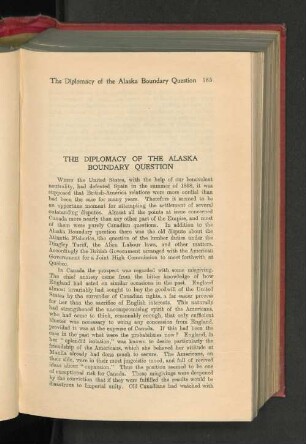 The Diplomacy of the Alaska Boundary Question 163
THE DIPLOMACY OF THE ALASKA
BOUNDARY QUESTION
WHEN the United States, with the help of our benevolent
neutrality, had defeated Spain in the summer of 1898, it was
supposed that British-America relations were more cordial than
had been the case for many years. Therefore it seemed to be
an opportune moment for attempting the settlement of several
outstanding disputes. Almost all the points at issue concerned
Canada more nearly than any other part of the Empire, and most
of them were purely Canadian questions. In addition to the
Alaska Boundary question there was the old dispute about the
Atlantic Fisheries, the question of the border duties under the
Dingley Tariff, the Alien Labour laws, and other matters.
Accordingly the British Government arranged with the American
Government for a Joint High Commission to meet forthwith at
Quebec.
In Canada the prospect was regarded with some misgiving.
The chief anxiety came from the bitter knowledge of how
England had acted on similar occasions in the past. England
almost invariably had sought to buy the goodwill of the United
States by the surrender of Canadian rights, a far easier process
for her than the sacrifice of English interests. This naturally
had strengthened the uncompromising spirit of the Americans,
who had come to think, reasonably enough, that only sufficient
bluster was necessary to wring any concession from England,
provided it was at the expense of Canada. If this had been the
case in the past what were the probabilities now? England, in
her " splendid isolation," was known to desire particularly the
friendship of the Americans, which she believed her attitude at
Manila already had done much to secure. The Americans, on
their side, were in their most jingoistic mood, and full of
ideas about " expansion." Thus the position seemed to be one
of exceptional risk for Canada. These misgivings were deepened
by the conviction that if they were fulfilled the results would be
disastrous to Imperial unity. Old Canadians had watched with